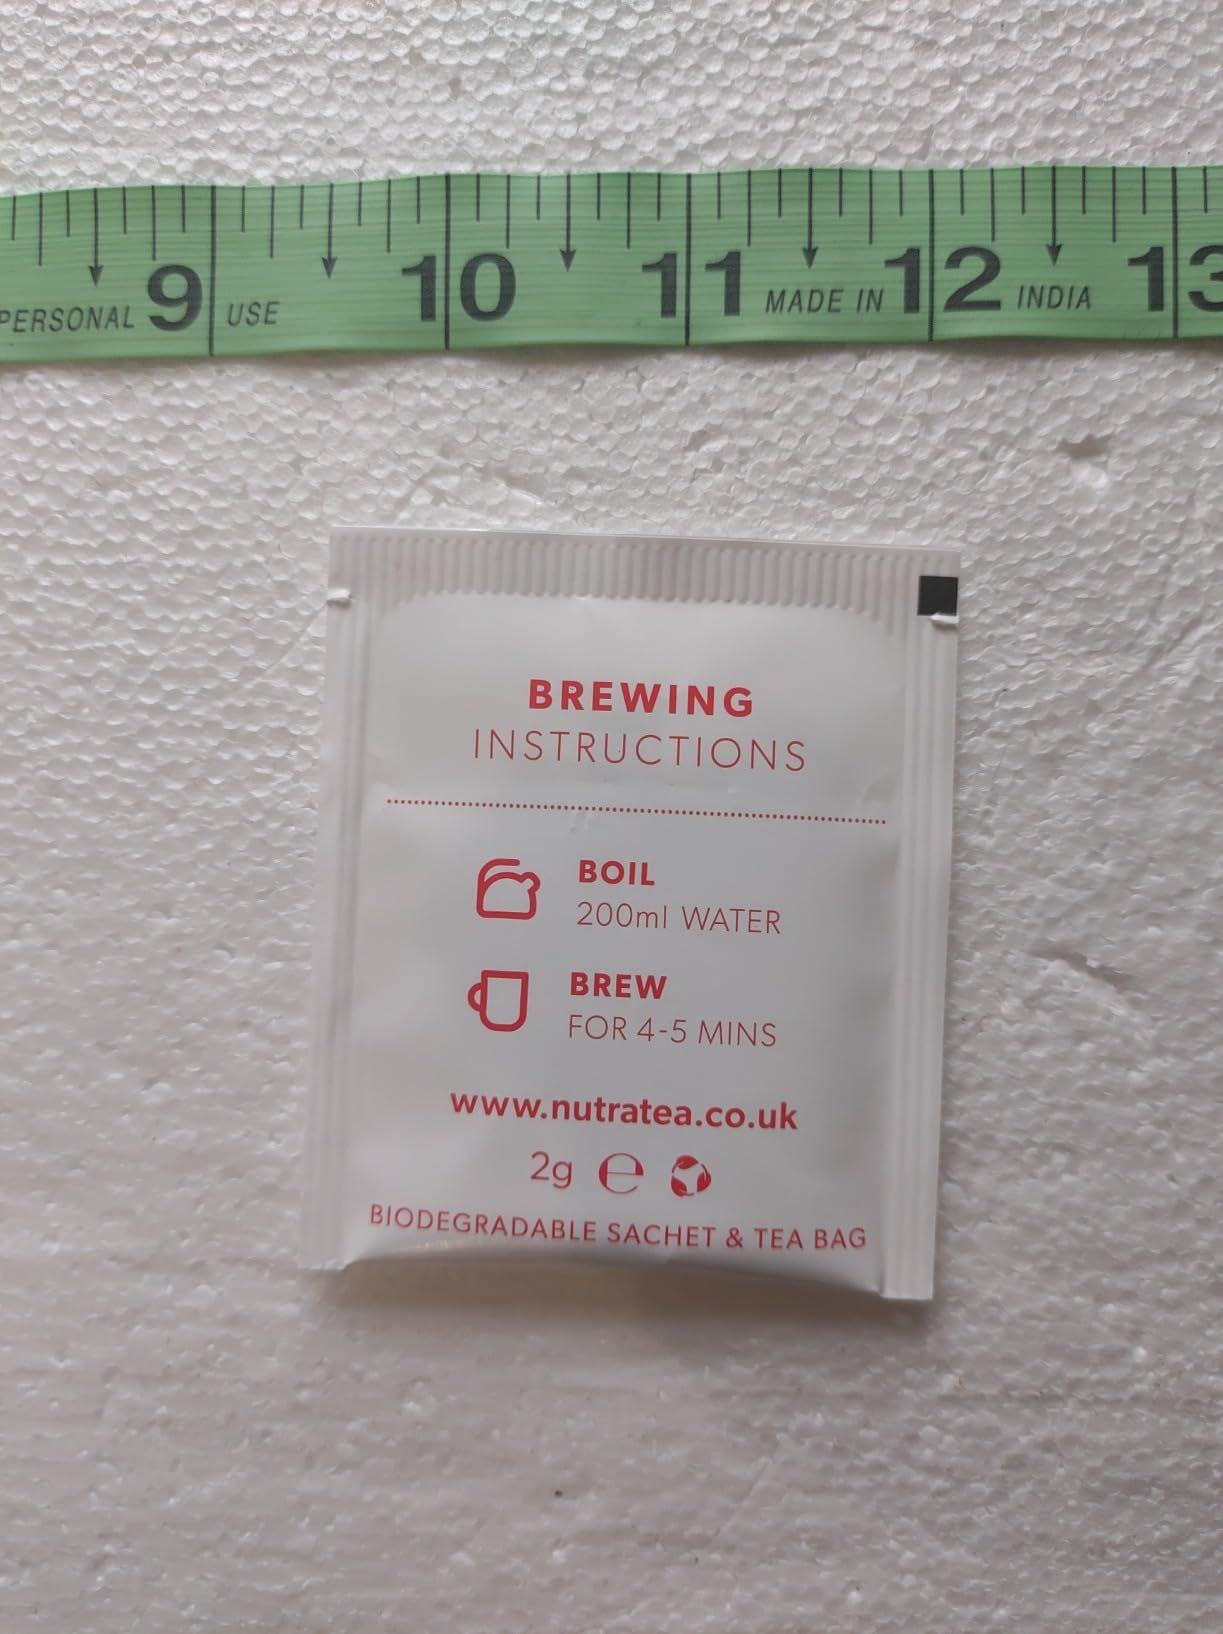 9 10 11 12 13
PERSONAL USE MADE IN INDIA
BREWING
INSTRUCTIONS
BOIL
200ml WATER
BREW
FOR 4-5 MINS
www.nutratea.co.uk
2g ℮
BIODEGRADABLE SACHET & TEA BAG